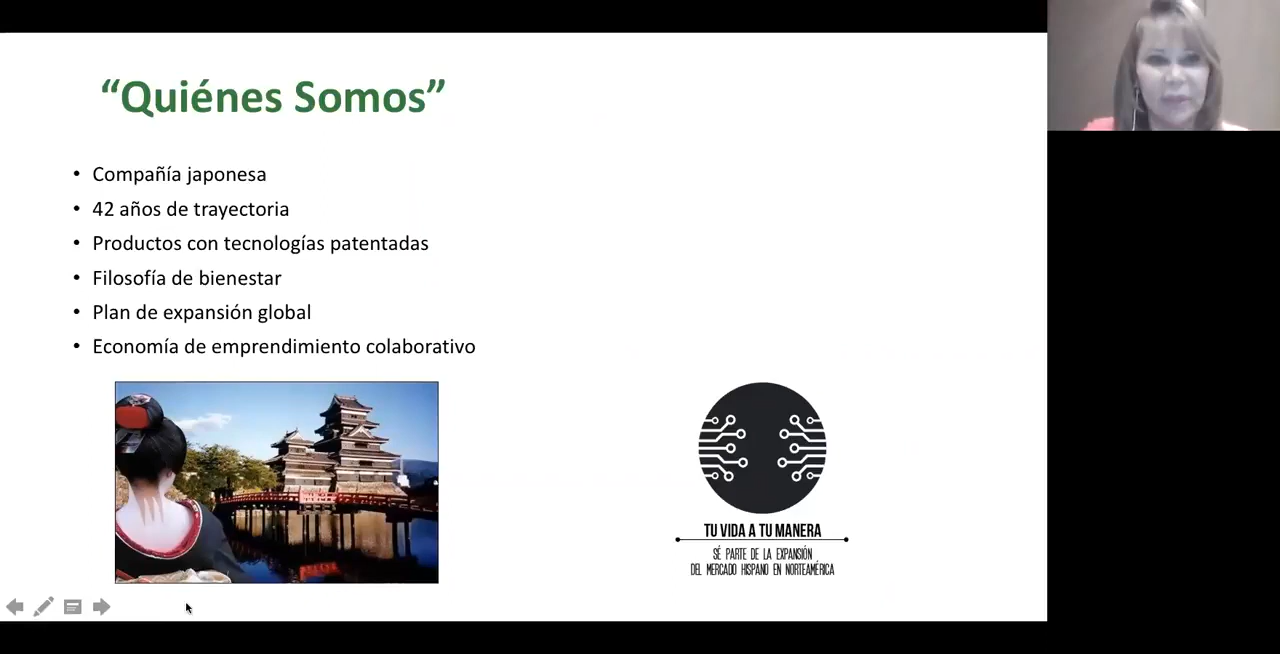 “Quiénes Somos”
• Compañía japonesa
• 42 años de trayectoria
• Productos con tecnologías patentadas
• Filosofía de bienestar
• Plan de expansión global
• Economía de emprendimiento colaborativo
TU VIDA A TU MANERA
SÉ PARTE DE LA EXPANSIÓN
DEL MERCADO HISPANO EN NORTEAMÉRICA